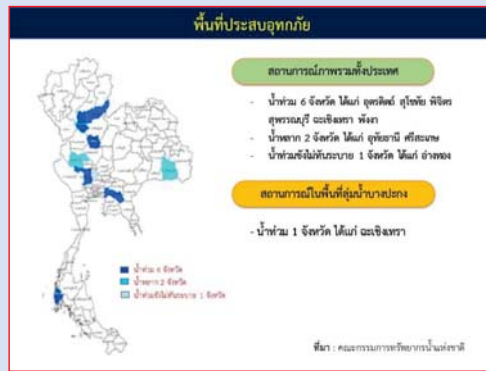 พื้นที่ประสบอุทกภัย
สถานการณ์ภาพรวมทั้งประเทศ
- น้ำท่วม 6 จังหวัด ได้แก่ อุตรดิตถ์ สุโขทัย พิจิตร
สุพรรณบุรี ฉะเชิงเทรา พังงา
- น้ำหลาก 2 จังหวัด ได้แก่ อุทัยธานี ศรีสะเกษ
- น้ำท่วมขังไม่ทันระบาย 1 จังหวัด ได้แก่ อ่างทอง
สถานการณ์ในพื้นที่ลุ่มน้ำบางปะกง
- น้ำท่วม 1 จังหวัด ได้แก่ ฉะเชิงเทรา
น้ำท่วม 6 จังหวัด
น้ำหลาก 2 จังหวัด
น้ำท่วมขังไม่ทันระบาย 1 จังหวัด
ที่มา : คณะกรรมการทรัพยากรน้ำแห่งชาติ